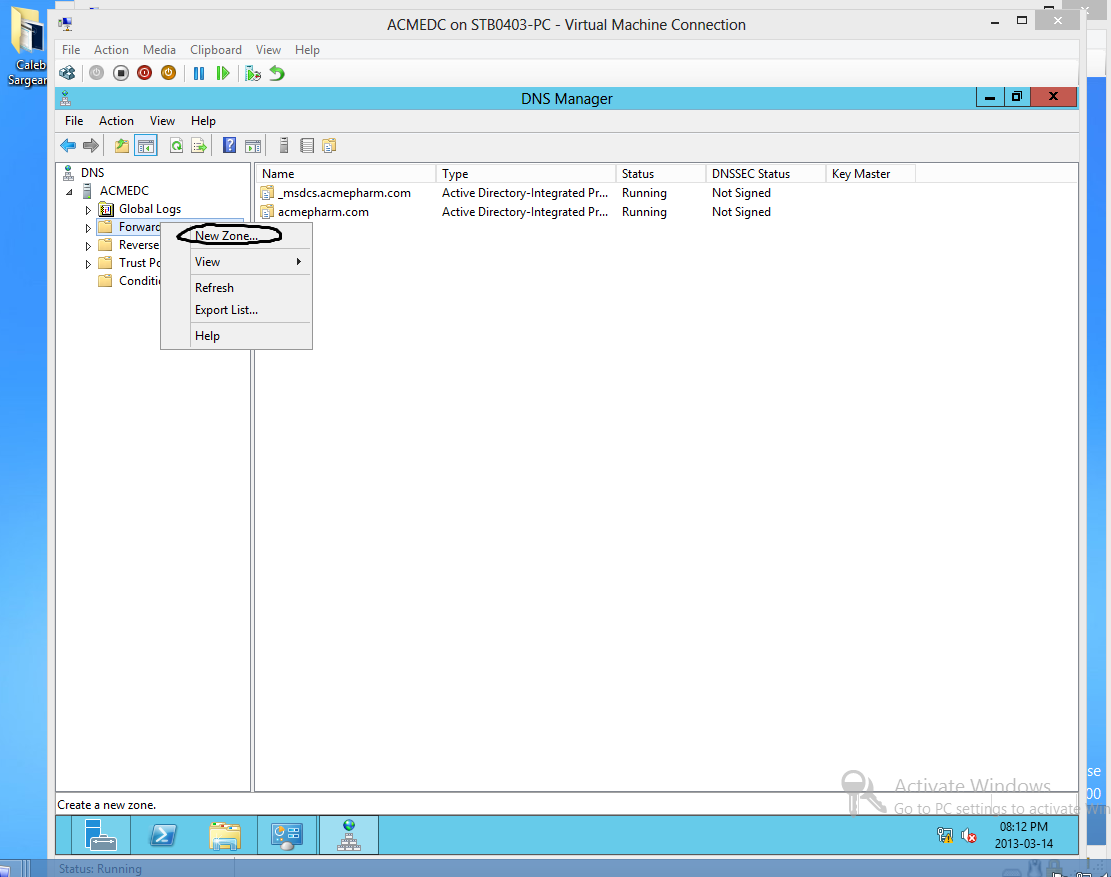 Caleb
Sargean
ACMEDC on STB0403-PC - Virtual Machine Connection
File Action Media Clipboard View Help
DNS Manager
File Action View Help
DNS
ACMEDC
Global Logs
Forward
Reverse
Trust Po
Conditi
Name Type Status DNSSEC Status Key Master
_msdcs.acmepharm.com Active Directory-Integrated Pr... Running Not Signed
acmepharm.com Active Directory-Integrated Pr... Running Not Signed
New Zone...
View
Refresh
Export List...
Help
se
00
Activate Windows
Go to PC settings to activate Win
Create a new zone.
08:12 PM
2013-03-14
Status: Running